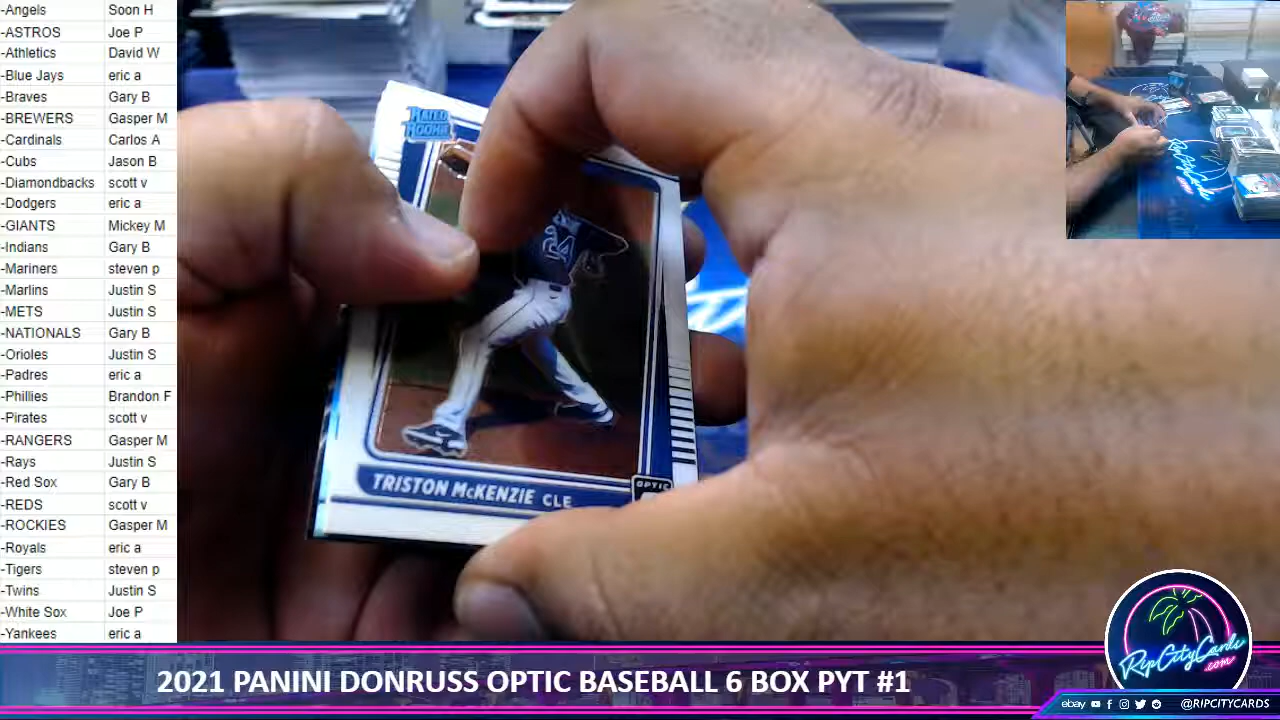 -Angels Soon H
-ASTROS Joe P
-Athletics David W
-Blue Jays eric a
-Braves Gary B
-BREWERS Gasper M
-Cardinals Carlos A
-Cubs Jason B
-Diamondbacks scott v
-Dodgers eric a
-GIANTS Mickey M
-Indians Gary B
-Mariners steven p
-Marlins Justin S
-METS Justin S
-NATIONALS Gary B
-Orioles Justin S
-Padres eric a
-Phillies Brandon F
-Pirates scott v
-RANGERS Gasper M
-Rays Justin S
-Red Sox Gary B
-REDS scott v
-ROCKIES Gasper M
-Royals eric a
-Tigers steven p
-Twins Justin S
-White Sox Joe P
-Yankees eric a
RATED
ROOKIE
24
TRISTON McKENZIE CLE
OPTIC
RipCityCards
RipCityCards
.com
2021 PANINI DONRUSS OPTIC BASEBALL 6 BOX PYT #1
ebay @RIPCITYCARDS